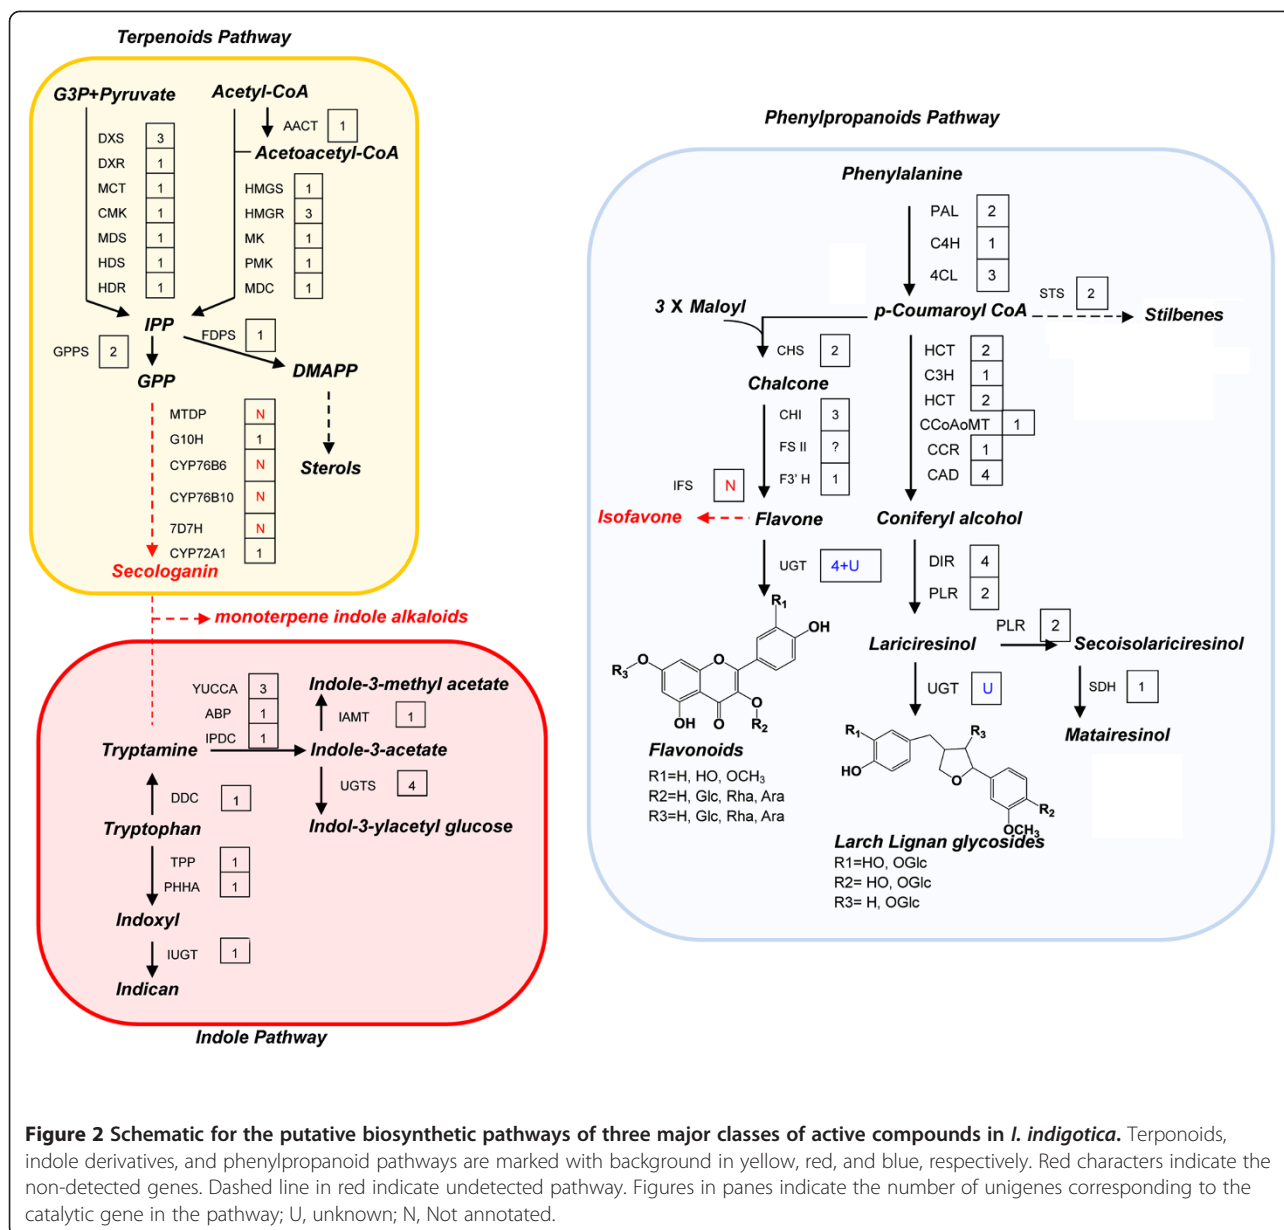 Terpenoids Pathway
G3P+Pyruvate
Acetyl-CoA
AACT 1
Acetoacetyl-CoA
DXS 3
DXR 1
MCT 1
CMK 1
MDS 1
HDS 1
HDR 1
HMGS 1
HMGR 3
MK 1
PMK 1
MDC 1
IPP
GPPS 2
FDPS 1
GPP
DMAPP
MTDP N
G10H 1
CYP76B6 N
CYP76B10 N
7D7H N
CYP72A1 1
Sterols
Secologanin
monoterpene indole alkaloids
YUCCA 3
ABP 1
IPDC 1
Indole-3-methyl acetate
IAMT 1
Tryptamine
Indole-3-acetate
DDC 1
UGTS 4
Tryptophan
Indol-3-ylacetyl glucose
TPP 1
PHHA 1
Indoxyl
IUGT 1
Indican
Indole Pathway
Phenylpropanoids Pathway
Phenylalanine
PAL 2
C4H 1
4CL 3
3 X Maloyl
p-Coumaroyl CoA
STS 2
Stilbenes
CHS 2
Chalcone
HCT 2
C3H 1
HCT 2
CCoAoMT 1
CCR 1
CAD 4
CHI 3
FS II ?
F3' H 1
IFS N
Isofavone
Flavone
Coniferyl alcohol
UGT 4+U
DIR 4
PLR 2
Lariciresinol
PLR 2
Secoisolariciresinol
UGT U
SDH 1
Matairesinol
R1
OH
O
R3
O
O
R2
OH
O
Flavonoids
R1=H, HO, OCH3
R2=H, Glc, Rha, Ara
R3=H, Glc, Rha, Ara
R1
HO
R3
O
R2
OCH3
Larch Lignan glycosides
R1=HO, OGlc
R2= HO, OGlc
R3= H, OGlc
Figure 2 Schematic for the putative biosynthetic pathways of three major classes of active compounds in I. indigotica. Terponoids,
indole derivatives, and phenylpropanoid pathways are marked with background in yellow, red, and blue, respectively. Red characters indicate the
non-detected genes. Dashed line in red indicate undetected pathway. Figures in panes indicate the number of unigenes corresponding to the
catalytic gene in the pathway; U, unknown; N, Not annotated.